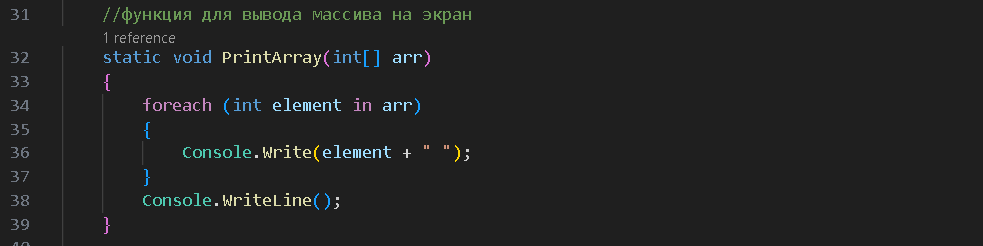 31 //функция для вывода массива на экран
1 reference
32 static void PrintArray(int[] arr)
33 {
34 foreach (int element in arr)
35 {
36 Console.Write(element + " ");
37 }
38 Console.WriteLine();
39 }